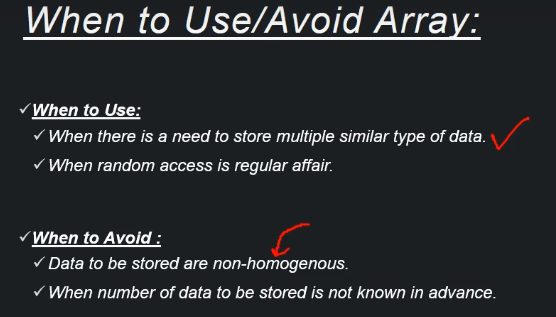 When to Use/Avoid Array:
When to Use:
When there is a need to store multiple similar type of data.
When random access is regular affair.
When to Avoid :
Data to be stored are non-homogenous.
When number of data to be stored is not known in advance.